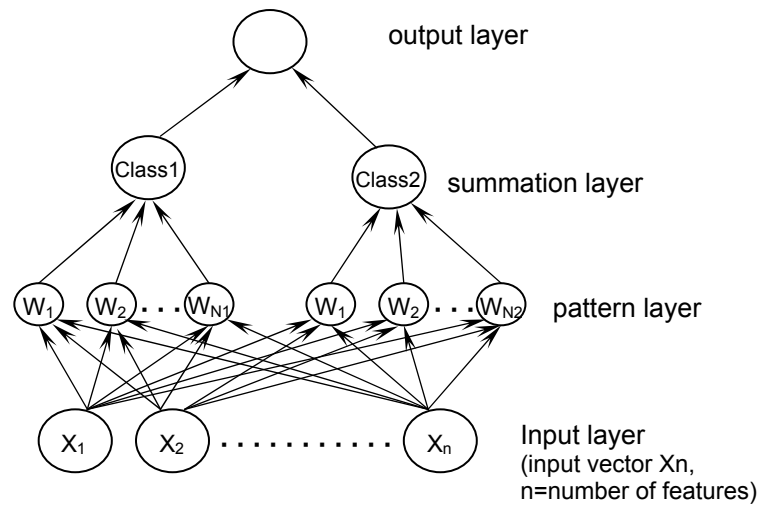 output layer
Class1
Class2
summation layer
W1 W2 ... WN1 W1 W2 ... WN2
pattern layer
X1 X2 ........... Xn
Input layer
(input vector Xn,
n=number of features)